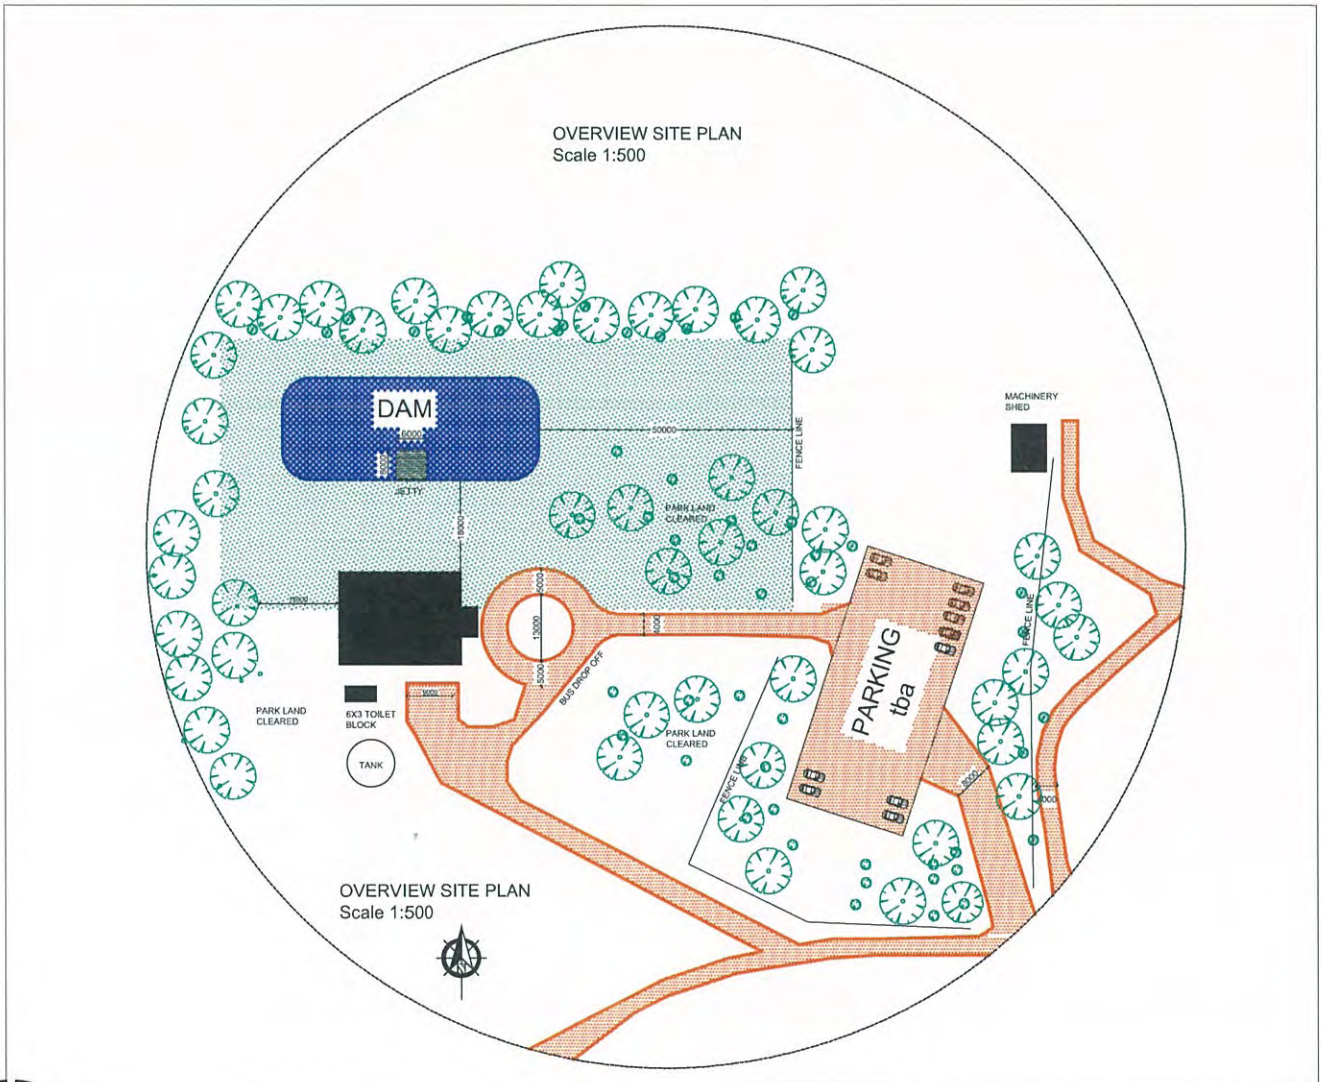 OVERVIEW SITE PLAN
Scale 1:500
MACHINERY
SHED
DAM
6000
50000
FENCE LINE
JETTY
PARK LAND
CLEARED
5000
13000
4000
5000
BUS DROP OFF
PARKING
tba
FENCE LINE
PARK LAND
CLEARED
6X3 TOILET
BLOCK
TANK
PARK LAND
CLEARED
FENCE LINE
OVERVIEW SITE PLAN
Scale 1:500